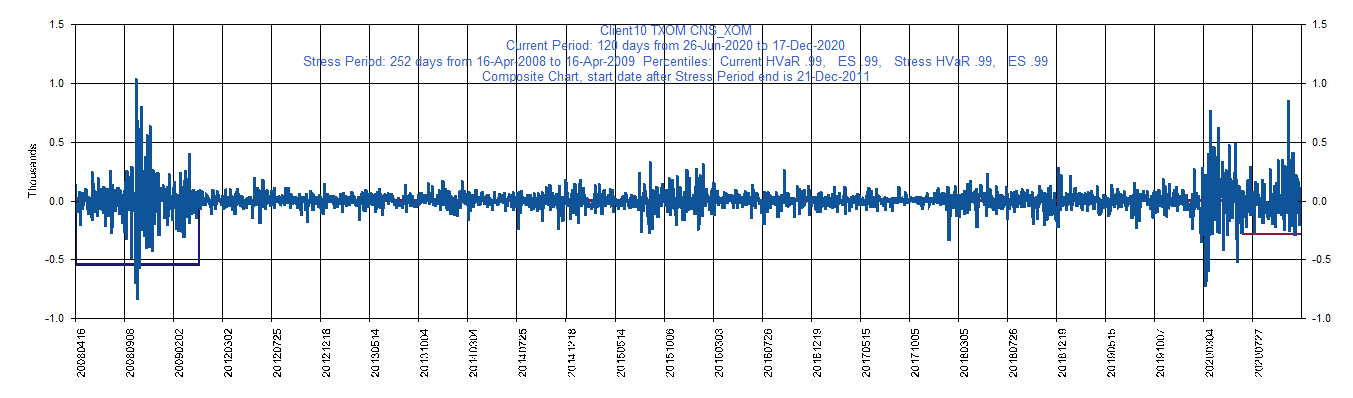 Client10 TXOM CNS_XOM
Current Period: 120 days from 26-Jun-2020 to 17-Dec-2020
Stress Period: 252 days from 16-Apr-2008 to 16-Apr-2009 Percentiles: Current HVaR .99, ES .99, Stress HVaR .99, ES .99
Composite Chart, start date after Stress Period end is 21-Dec-2011
1.5 1.5
1.0 1.0
0.5 0.5
Thousands
0.0 0.0
-0.5 -0.5
-1.0 -1.0
20080416 20080908 20090202 20120302 20120725 20121218 20130514 20131004 20140304 20140725 20141218 20150514 20151006 20160303 20160726 20161219 20170515 20171005 20180305 20180726 20181219 20190515 20191007 20200304 20200727